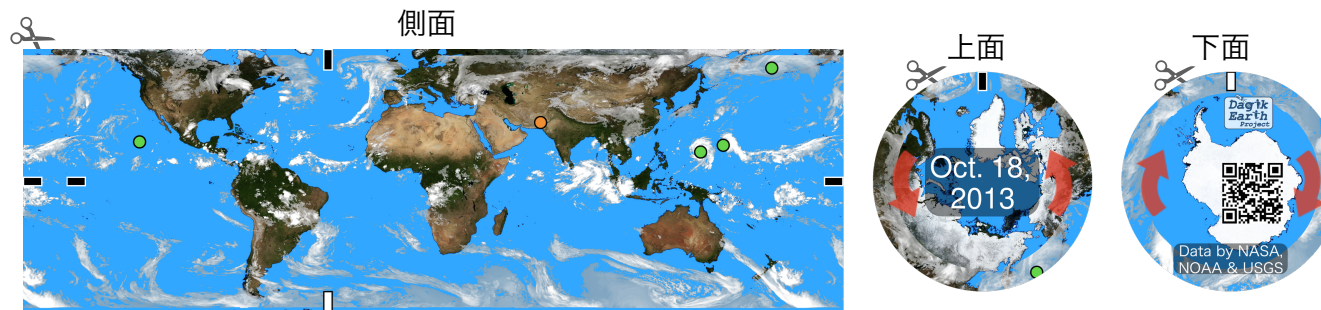 側面
上面
下面
Oct. 18,
2013
Dagik
Earth
Project
Data by NASA,
NOAA & USGS